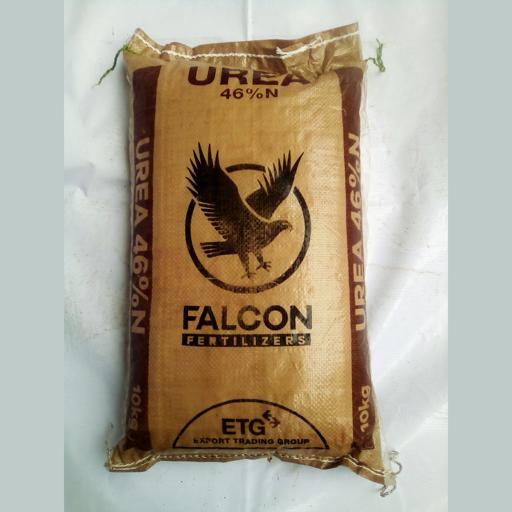 UREA
46%N
UREA 46%N
10kg
UREA 46%N
10kg
FALCON
FERTILIZERS
ETG
EXPORT TRADING GROUP